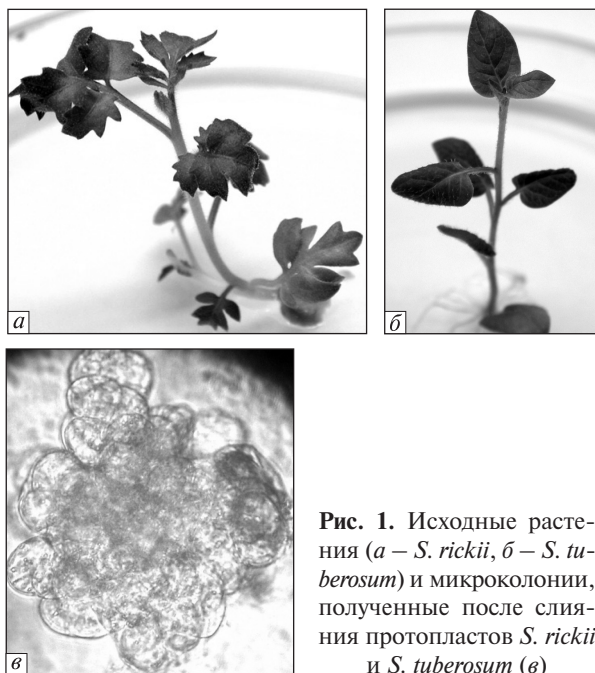 а
б
в
Рис. 1. Исходные расте-
ния (а – S. rickii, б – S. tu-
berosum) и микроколонии,
полученные после слия-
ния протопластов S. rickii
и S. tuberosum (в)